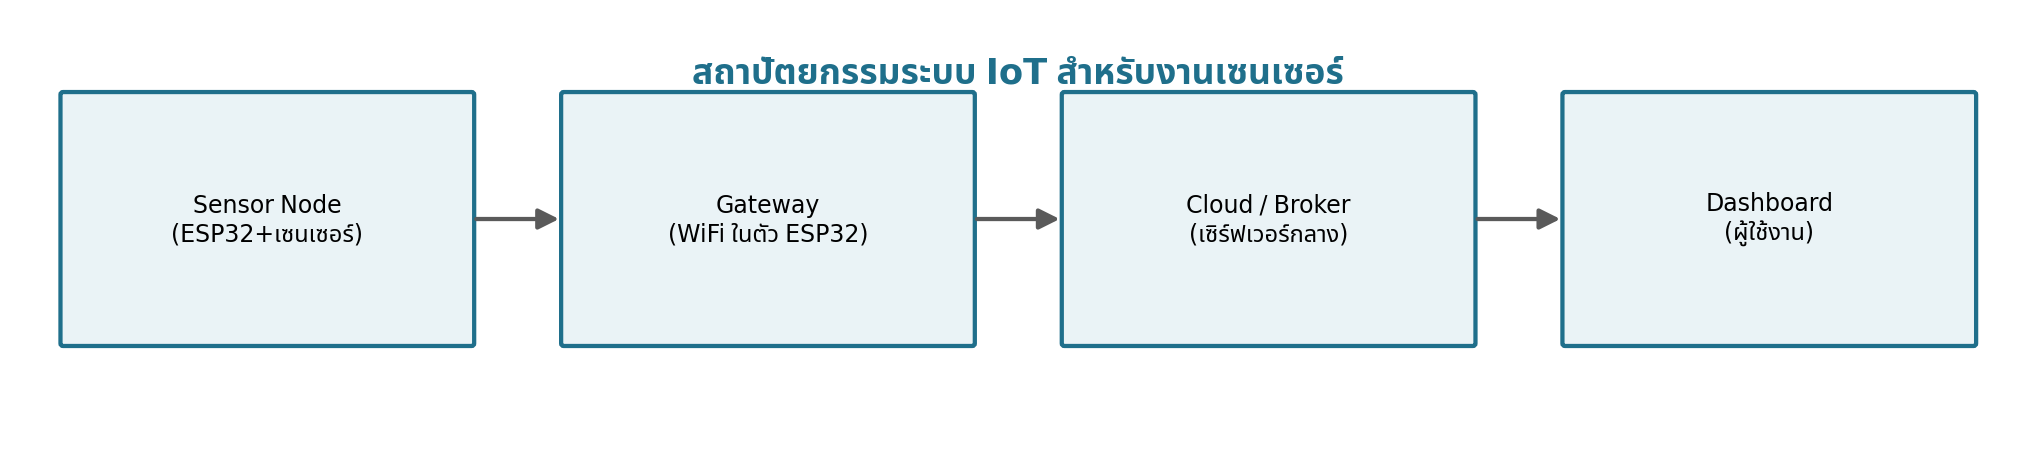 สถาปัตยกรรมระบบ IoT สำหรับงานเซนเซอร์
Sensor Node
(ESP32+เซนเซอร์)
Gateway
(WiFi ในตัว ESP32)
Cloud / Broker
(เซิร์ฟเวอร์กลาง)
Dashboard
(ผู้ใช้งาน)